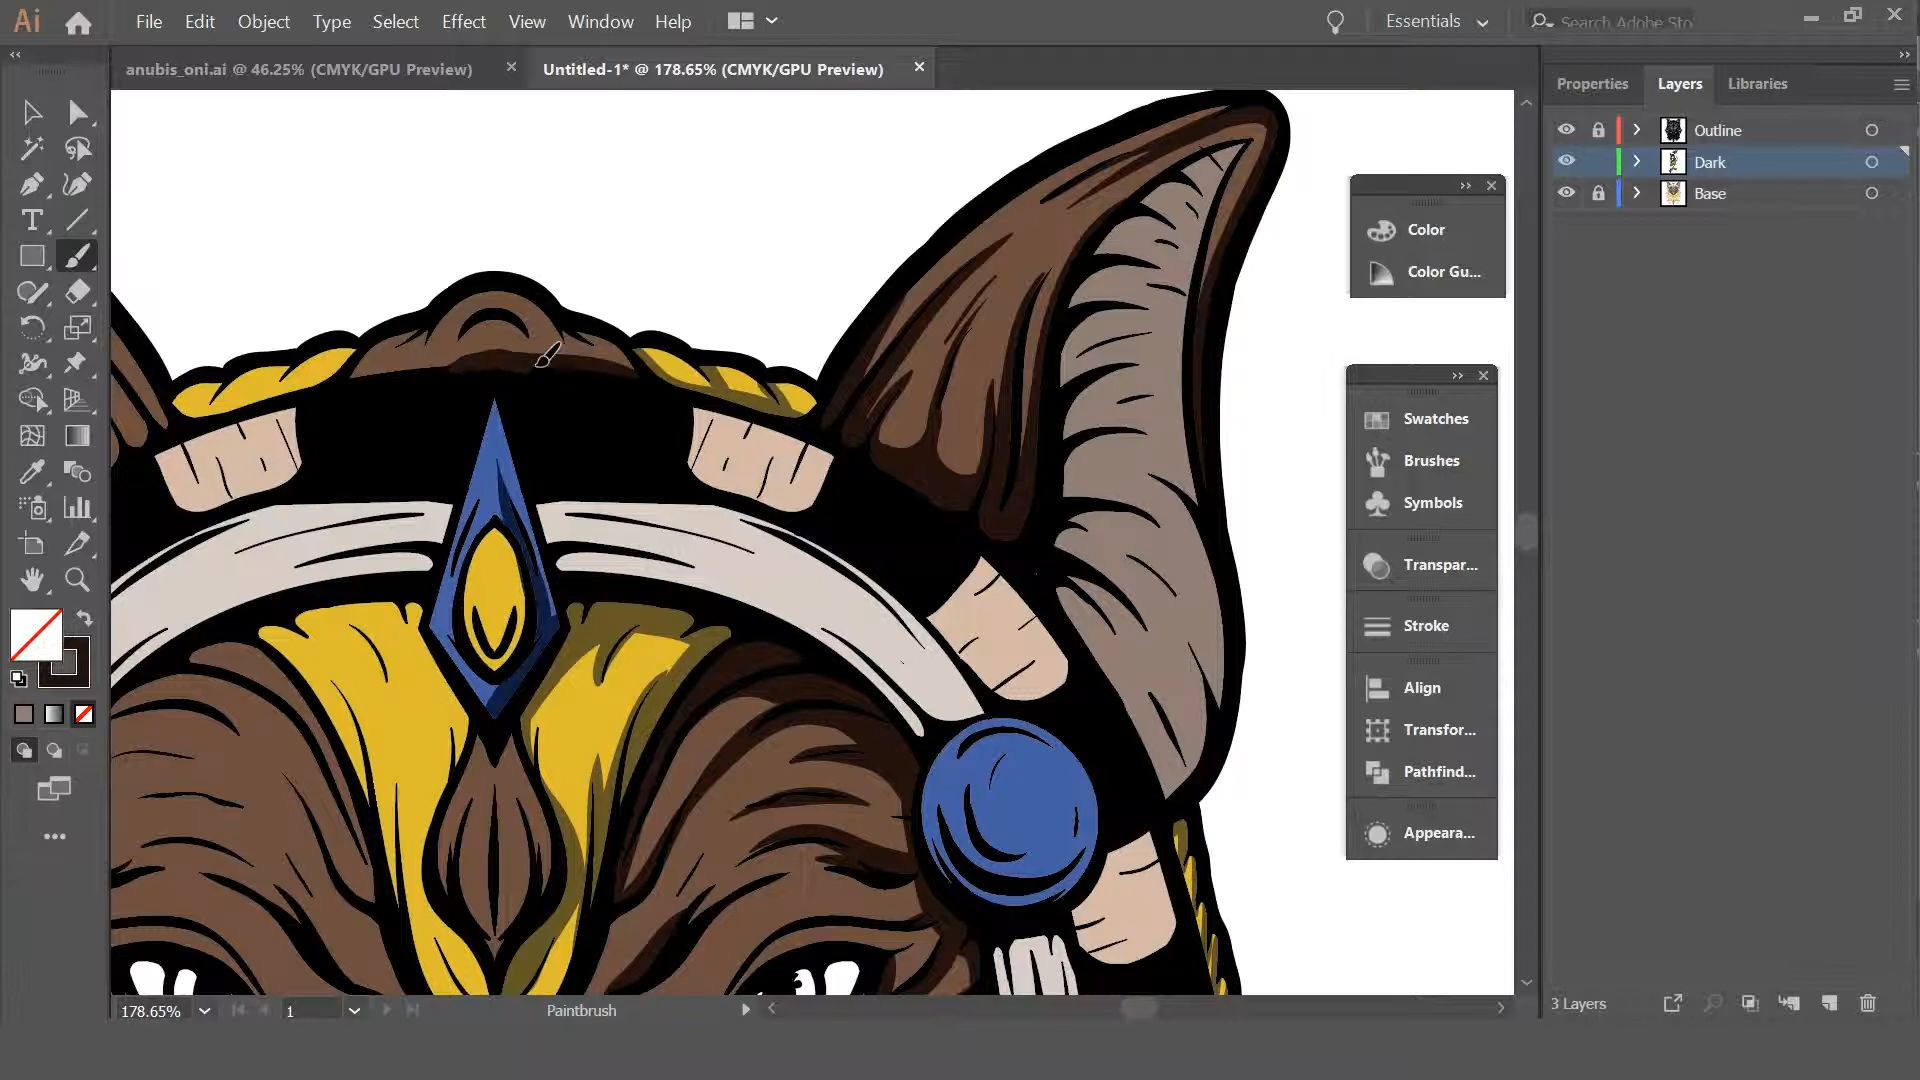 Ai File Edit Object Type Select Effect View Window Help Essentials Search Adobe Sto
anubis_oni.ai @ 46.25% (CMYK/GPU Preview) Untitled-1* @ 178.65% (CMYK/GPU Preview)
Properties Layers Libraries
Outline
Dark
Base
Color
Color Gu...
Swatches
Brushes
Symbols
Transpar...
Stroke
Align
Transfor...
Pathfind...
Appeara...
178.65% 1 Paintbrush
3 Layers